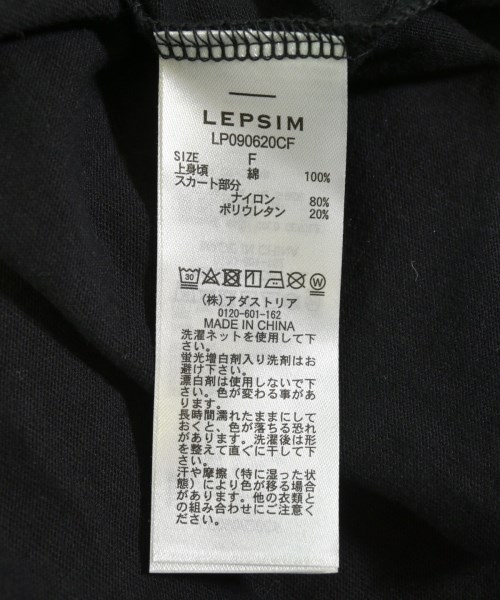 LEPSIM
LP090620CF
SIZE F
上身頃 綿 100%
スカート部分
ナイロン 80%
ポリウレタン 20%
(株)アダストリア
0120-601-162
MADE IN CHINA
洗濯ネットを使用して下
さい。
蛍光増白剤入り洗剤はお
避け下さい。
漂白剤は使用しないで下
さい。色が変わる事があ
ります。
長時間濡れたままにして
おくと、色が落ちる恐れ
があります。洗濯後は形
を整えて直ぐに干して下
さい。
汗や摩擦(特に湿った状
態)により色が移る場合
があります。他の衣類と
の組み合わせにご注意く
ださい。